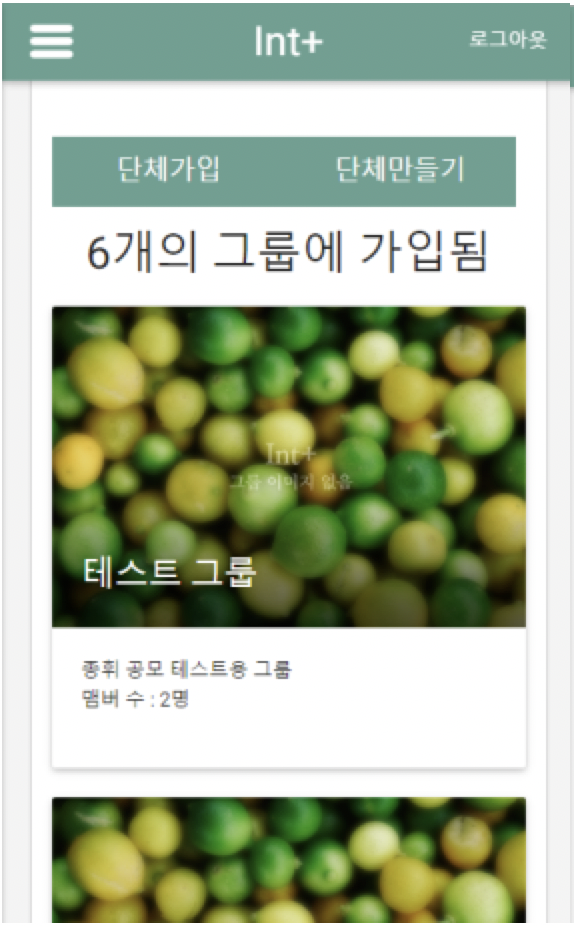 Int+
로그아웃
단체가입
단체만들기
6개의 그룹에 가입됨
Int+
그룹 이미지 없음
테스트 그룹
종휘 공모 테스트용 그룹
맴버 수 : 2명